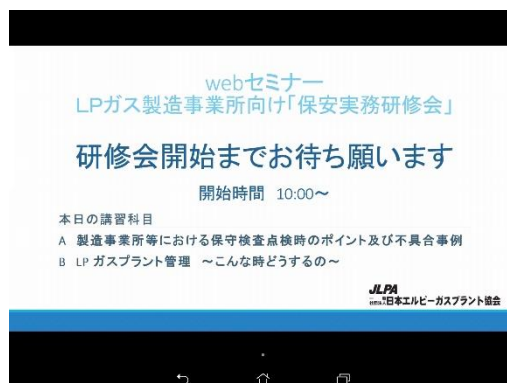 webセミナー
LPガス製造事業所向け「保安実務研修会」
研修会開始までお待ち願います
開始時間 10:00～
本日の講習科目
A 製造事業所等における保守検査点検時のポイント及び不具合事例
B LPガスプラント管理 ～こんな時どうするの～
JLPA
日本エルピーガスプラント協会